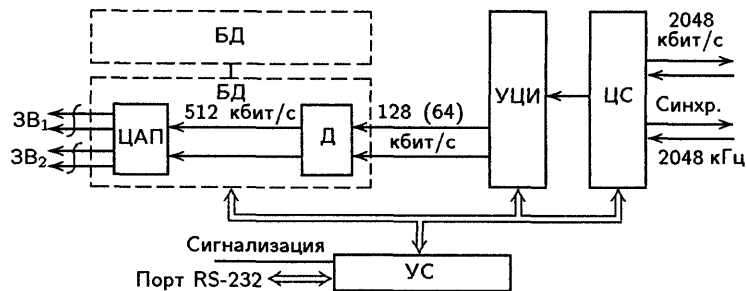 БД
БД
2048
кбит/с
УЦИ
ЦС
512 кбит/с
128 (64)
кбит/с
ЗВ1
ЗВ2
ЦАП
Д
Синхр.
2048 кГц
Сигнализация
Порт RS-232
УС